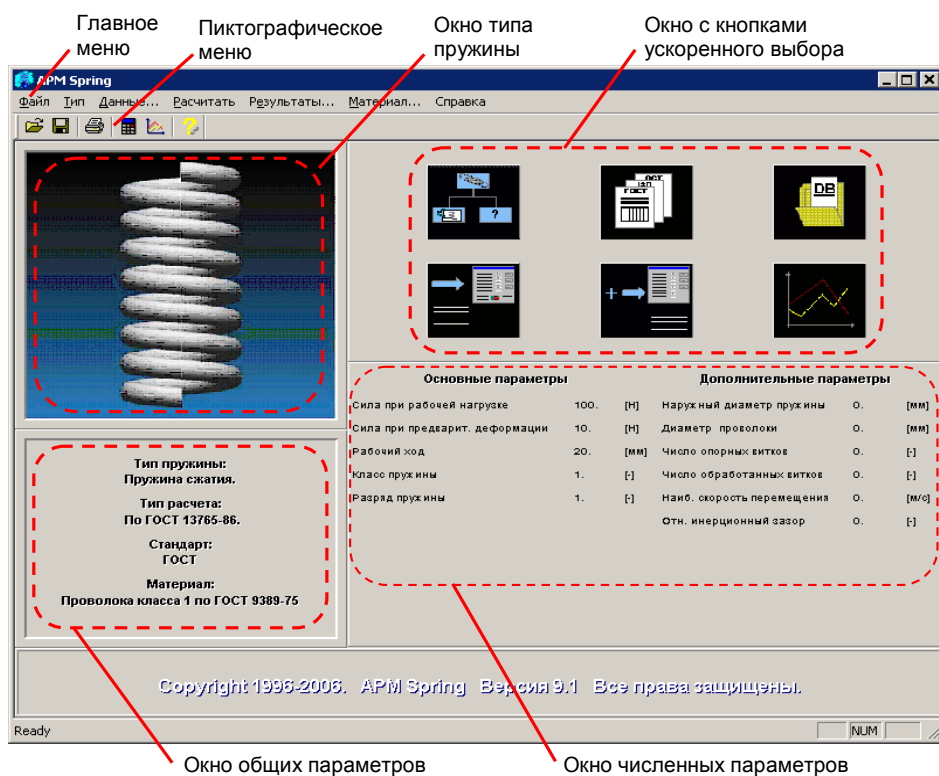 Главное
меню
Пиктографическое
меню
Окно типа
пружины
Окно с кнопками
ускоренного выбора
APM Spring
Файл Тип Данные... Расчитать Результаты... Материал... Справка
ГОСТ
?
DB
Основные параметры
Дополнительные параметры
Сила при рабочей нагрузке 100. [Н]
Наружный диаметр пружины 0. [мм]
Сила при предварит. деформации 10. [Н]
Диаметр проволоки 0. [мм]
Рабочий ход 20. [мм]
Число опорных витков 0. [-]
Класс пружины 1. [-]
Число обработанных витков 0. [-]
Разряд пружины 1. [-]
Наиб. скорость перемещения 0. [м/с]
Отн. инерционный зазор 0. [-]
Тип пружины:
Пружина сжатия.
Тип расчета:
По ГОСТ 13765-86.
Стандарт:
ГОСТ
Материал:
Проволока класса 1 по ГОСТ 9389-75
Copyright 1996-2006. APM Spring Версия 9.1 Все права защищены.
Ready
NUM
Окно общих параметров
Окно численных параметров